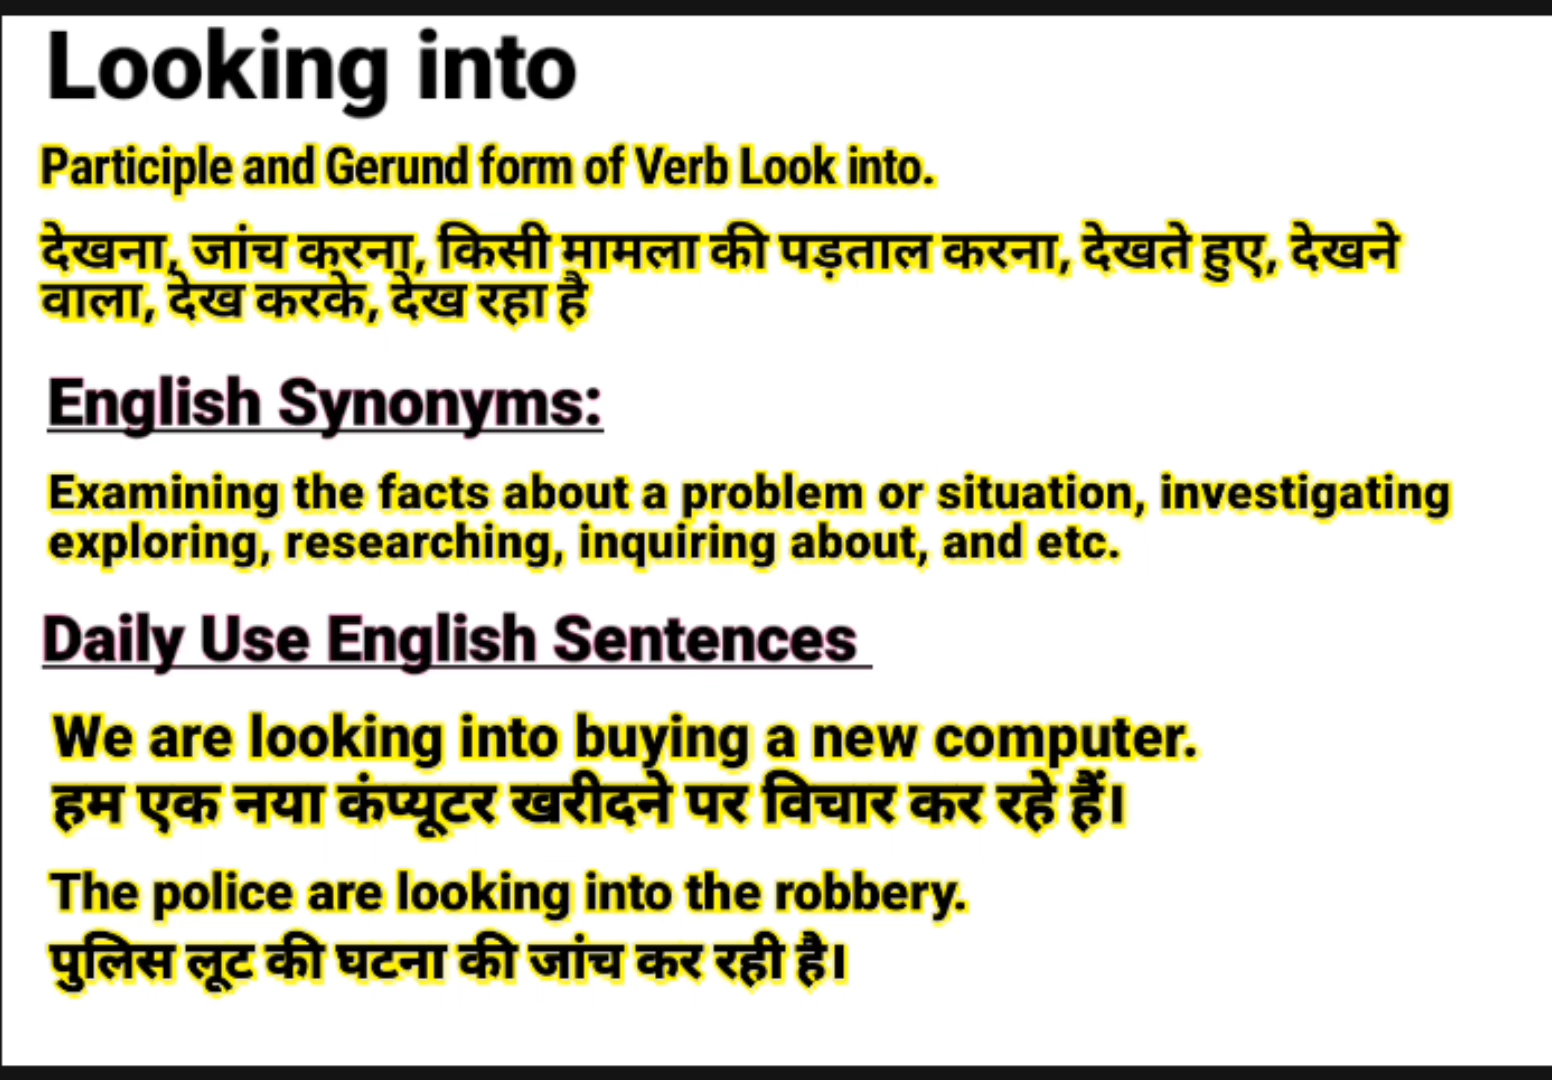 Looking into
Participle and Gerund form of Verb Look into.
देखना, जांच करना, किसी मामला की पड़ताल करना, देखते हुए, देखने
वाला, देख करके, देख रहा है
English Synonyms:
Examining the facts about a problem or situation, investigating
exploring, researching, inquiring about, and etc.
Daily Use English Sentences
We are looking into buying a new computer.
हम एक नया कंप्यूटर खरीदने पर विचार कर रहे हैं।
The police are looking into the robbery.
पुलिस लूट की घटना की जांच कर रही है।